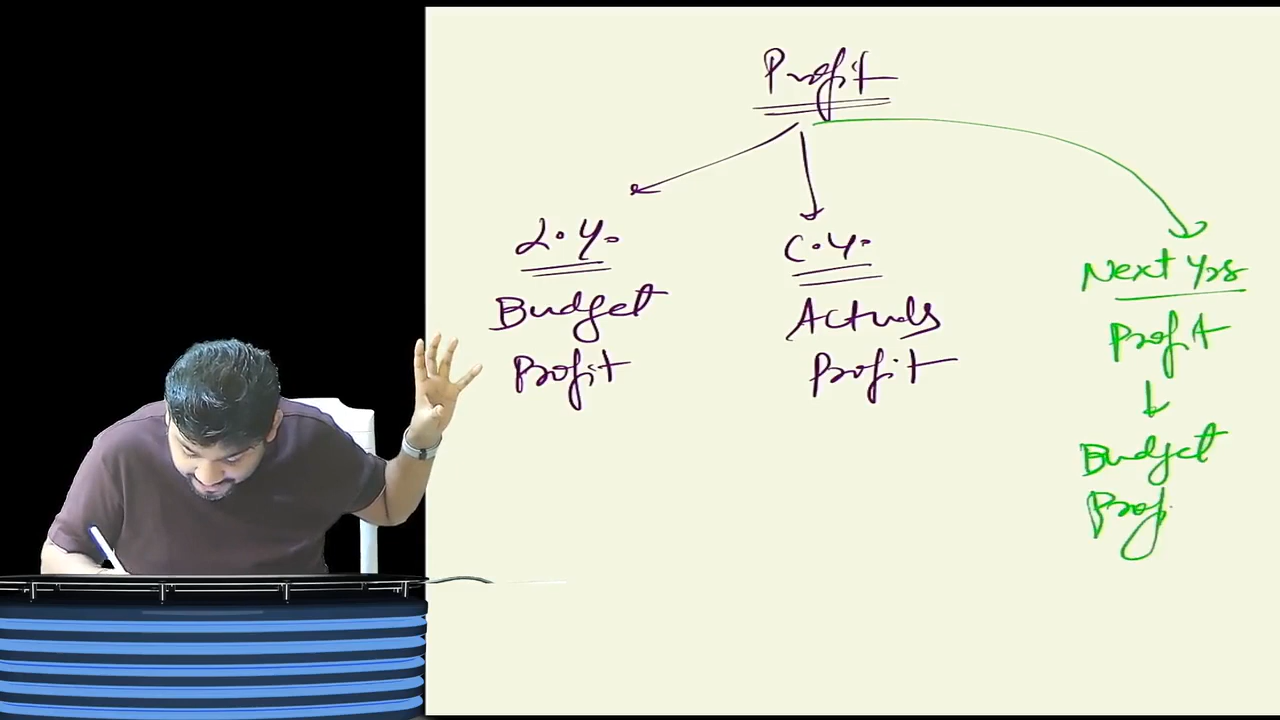 Profit
L.Y.
Budget
Profit
C.Y.
Actuals
Profit
Next Yrs
Profit
Budget
Prof